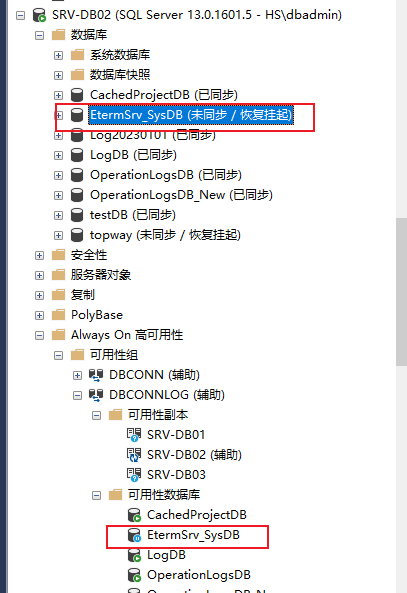 SRV-DB02 (SQL Server 13.0.1601.5 - HS\dbadmin)
数据库
系统数据库
数据库快照
CachedProjectDB (已同步)
EtermSrv_SysDB (未同步 / 恢复挂起)
Log20230101 (已同步)
LogDB (已同步)
OperationLogsDB (已同步)
OperationLogsDB_New (已同步)
testDB (已同步)
topway (未同步 / 恢复挂起)
安全性
服务器对象
复制
PolyBase
Always On 高可用性
可用性组
DBCONN (辅助)
DBCONNLOG (辅助)
可用性副本
SRV-DB01
SRV-DB02 (辅助)
SRV-DB03
可用性数据库
CachedProjectDB
EtermSrv_SysDB
LogDB
OperationLogsDB